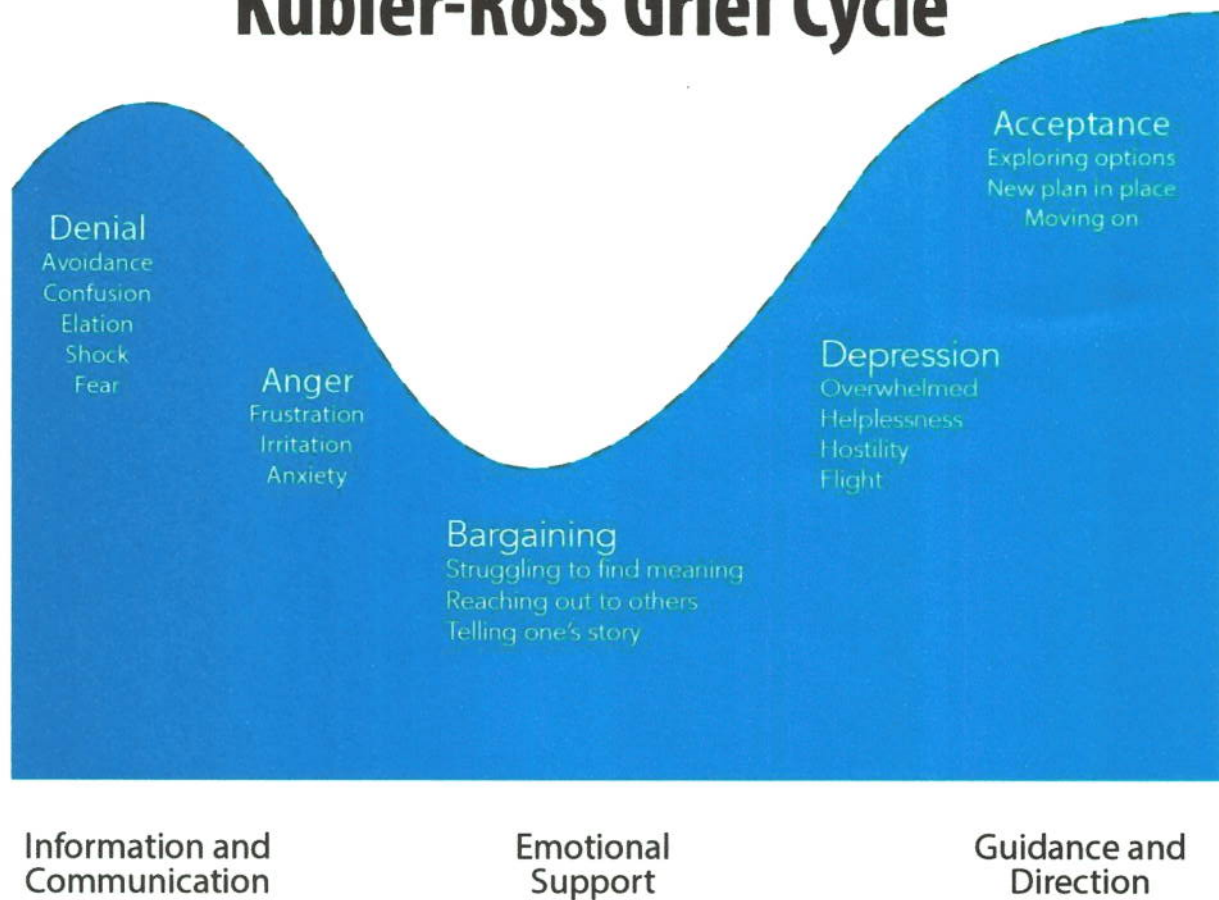 Kübler-Ross Grief Cycle
Denial
Avoidance
Confusion
Elation
Shock
Fear
Anger
Frustration
Irritation
Anxiety
Bargaining
Struggling to find meaning
Reaching out to others
Telling one's story
Depression
Overwhelmed
Helplessness
Hostility
Flight
Acceptance
Exploring options
New plan in place
Moving on
Information and
Communication
Emotional
Support
Guidance and
Direction